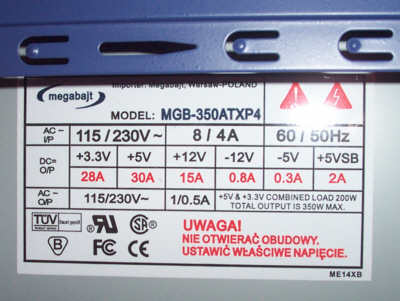 megabajt
Importer: Megabajt, Warsaw-POLAND
MODEL: MGB-350ATXP4
AC~ I/P 115/230V~ 8/4A 60/50Hz
DC= O/P +3.3V +5V +12V -12V -5V +5VSB
28A 30A 15A 0.8A 0.3A 2A
AC~ O/P 115/230V~ 1/0.5A +5V & +3.3V COMBINED LOAD 200W
TOTAL OUTPUT IS 350W MAX.
TÜV
B FC CE
UWAGA!
NIE OTWIERAĆ OBUDOWY.
USTAWIĆ WŁAŚCIWE NAPIĘCIE.
ME14XB